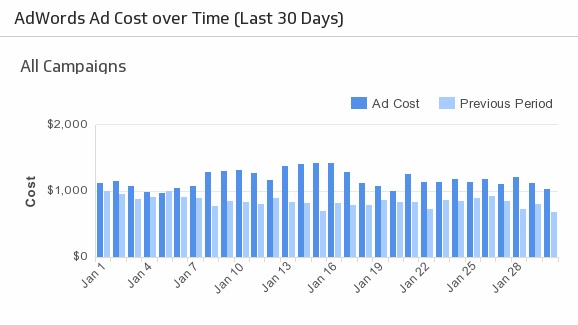 AdWords Ad Cost over Time (Last 30 Days)
All Campaigns
Ad Cost
Previous Period
$2,000
$1,000
$0
Cost
Jan 1
Jan 4
Jan 7
Jan 10
Jan 13
Jan 16
Jan 19
Jan 22
Jan 25
Jan 28